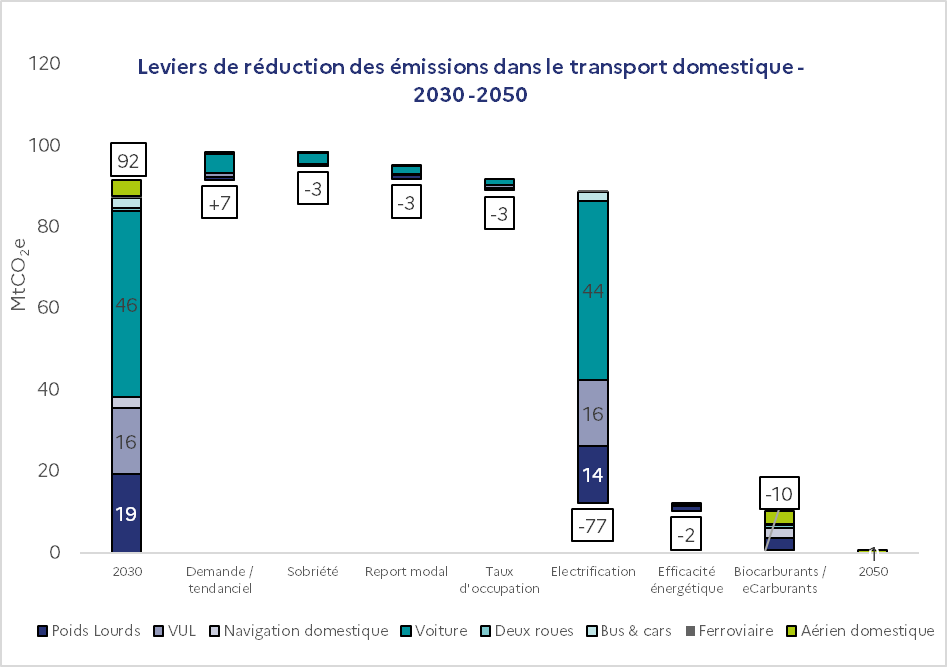 Leviers de réduction des émissions dans le transport domestique -
2030 -2050
MtCO₂e
120
100
80
60
40
20
0
92
46
16
19
+7
-3
-3
-3
44
16
14
-77
-2
-10
2030
Demande /
tendanciel
Sobriété
Report modal
Taux
d'occupation
Electrification
Efficacité
énergétique
Biocarburants /
eCarburants
2050
Poids Lourds
VUL
Navigation domestique
Voiture
Deux roues
Bus & cars
Ferroviaire
Aérien domestique